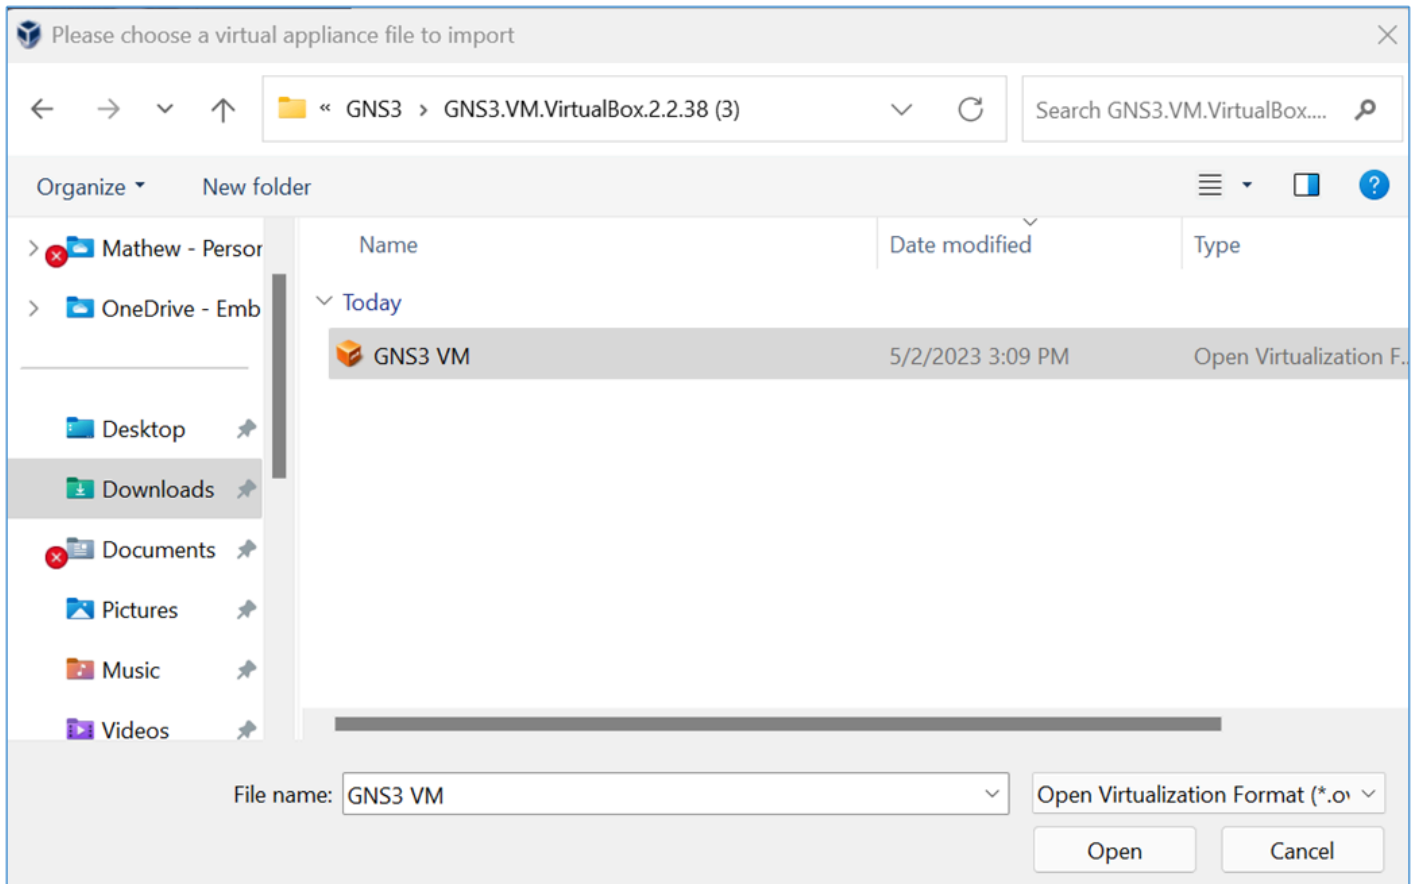 Please choose a virtual appliance file to import
« GNS3 > GNS3.VM.VirtualBox.2.2.38 (3)
Search GNS3.VM.VirtualBox....
Organize
New folder
Name
Date modified
Type
Mathew - Person
OneDrive - Emb
Today
GNS3 VM
5/2/2023 3:09 PM
Open Virtualization F...
Desktop
Downloads
Documents
Pictures
Music
Videos
File name:
GNS3 VM
Open Virtualization Format (*.ov
Open
Cancel